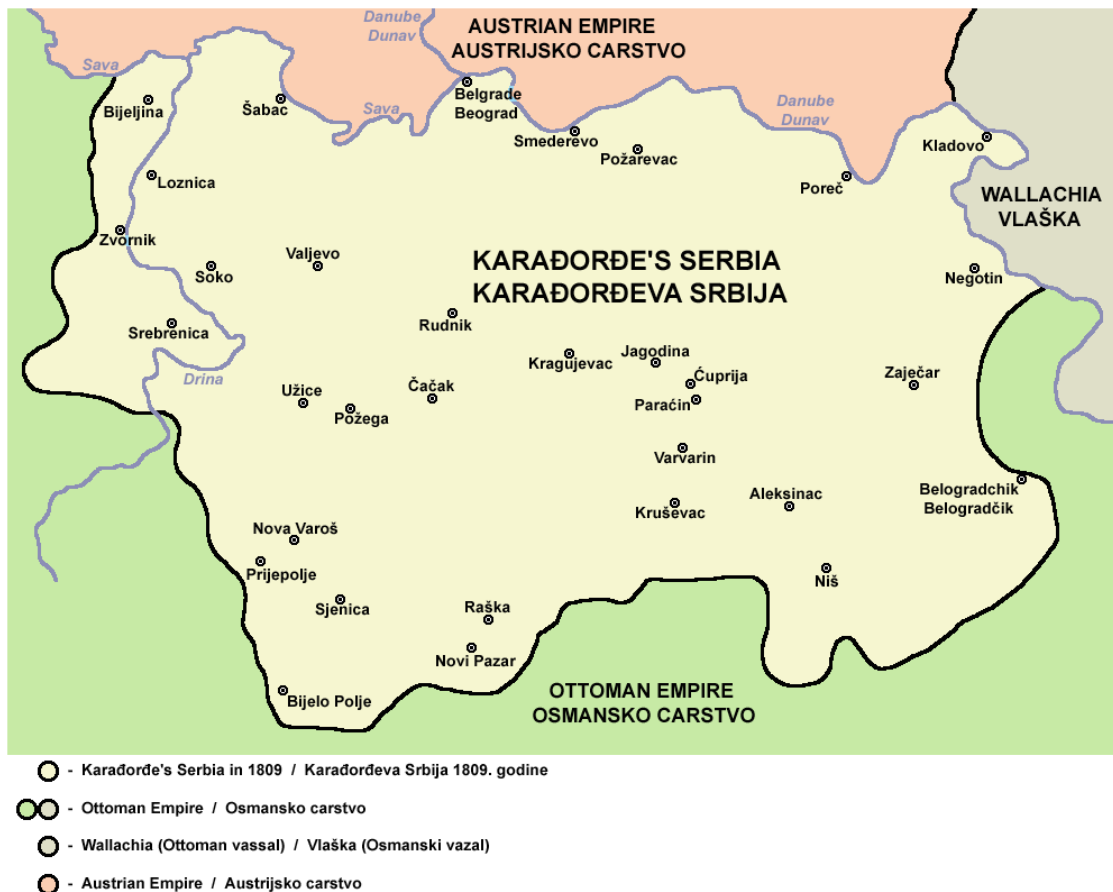 Danube
Dunav
AUSTRIAN EMPIRE
AUSTRIJSKO CARSTVO
Sava
Bijeljina
Šabac
Sava
Belgrade
Beograd
Smederevo
Požarevac
Danube
Dunav
Kladovo
Poreč
Loznica
WALLACHIA
VLAŠKA
Zvornik
Soko
Valjevo
KARAĐORĐE'S SERBIA
KARAĐORĐEVA SRBIJA
Negotin
Srebrenica
Rudnik
Kragujevac
Jagodina
Ćuprija
Paraćin
Zaječar
Drina
Užice
Požega
Čačak
Varvarin
Kruševac
Aleksinac
Belogradchik
Belogradčik
Nova Varoš
Prijepolje
Sjenica
Raška
Niš
Novi Pazar
Bijelo Polje
OTTOMAN EMPIRE
OSMANSKO CARSTVO
- Karađorđe's Serbia in 1809 / Karađorđeva Srbija 1809. godine
- Ottoman Empire / Osmansko carstvo
- Wallachia (Ottoman vassal) / Vlaška (Osmanski vazal)
- Austrian Empire / Austrijsko carstvo